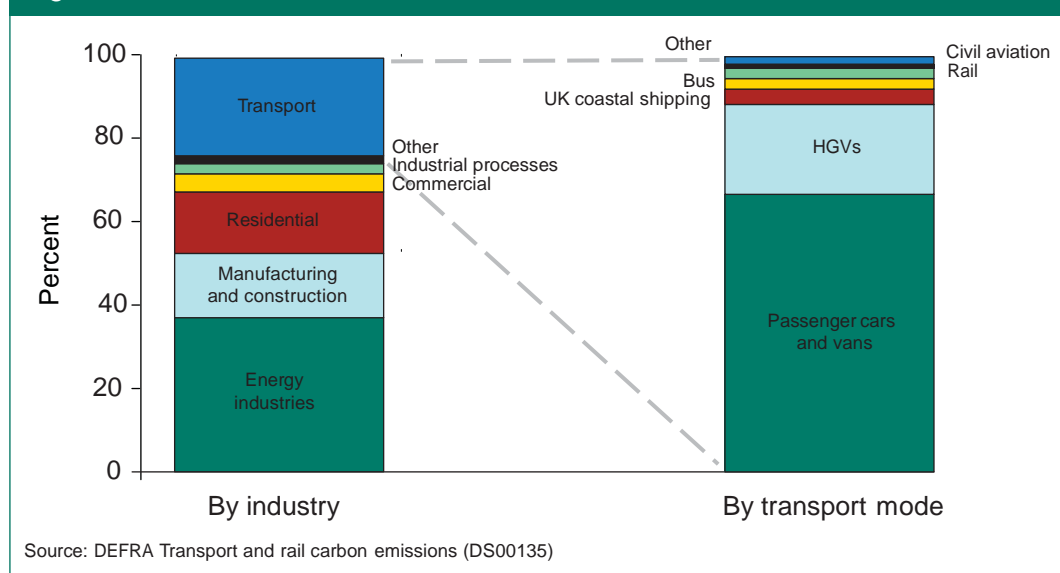 Percent
100
80
60
40
20
0
Transport
Other
Industrial processes
Commercial
Residential
Manufacturing
and construction
Energy
industries
By industry
Other
Civil aviation
Rail
Bus
UK coastal shipping
HGVs
Passenger cars
and vans
By transport mode
Source: DEFRA Transport and rail carbon emissions (DS00135)